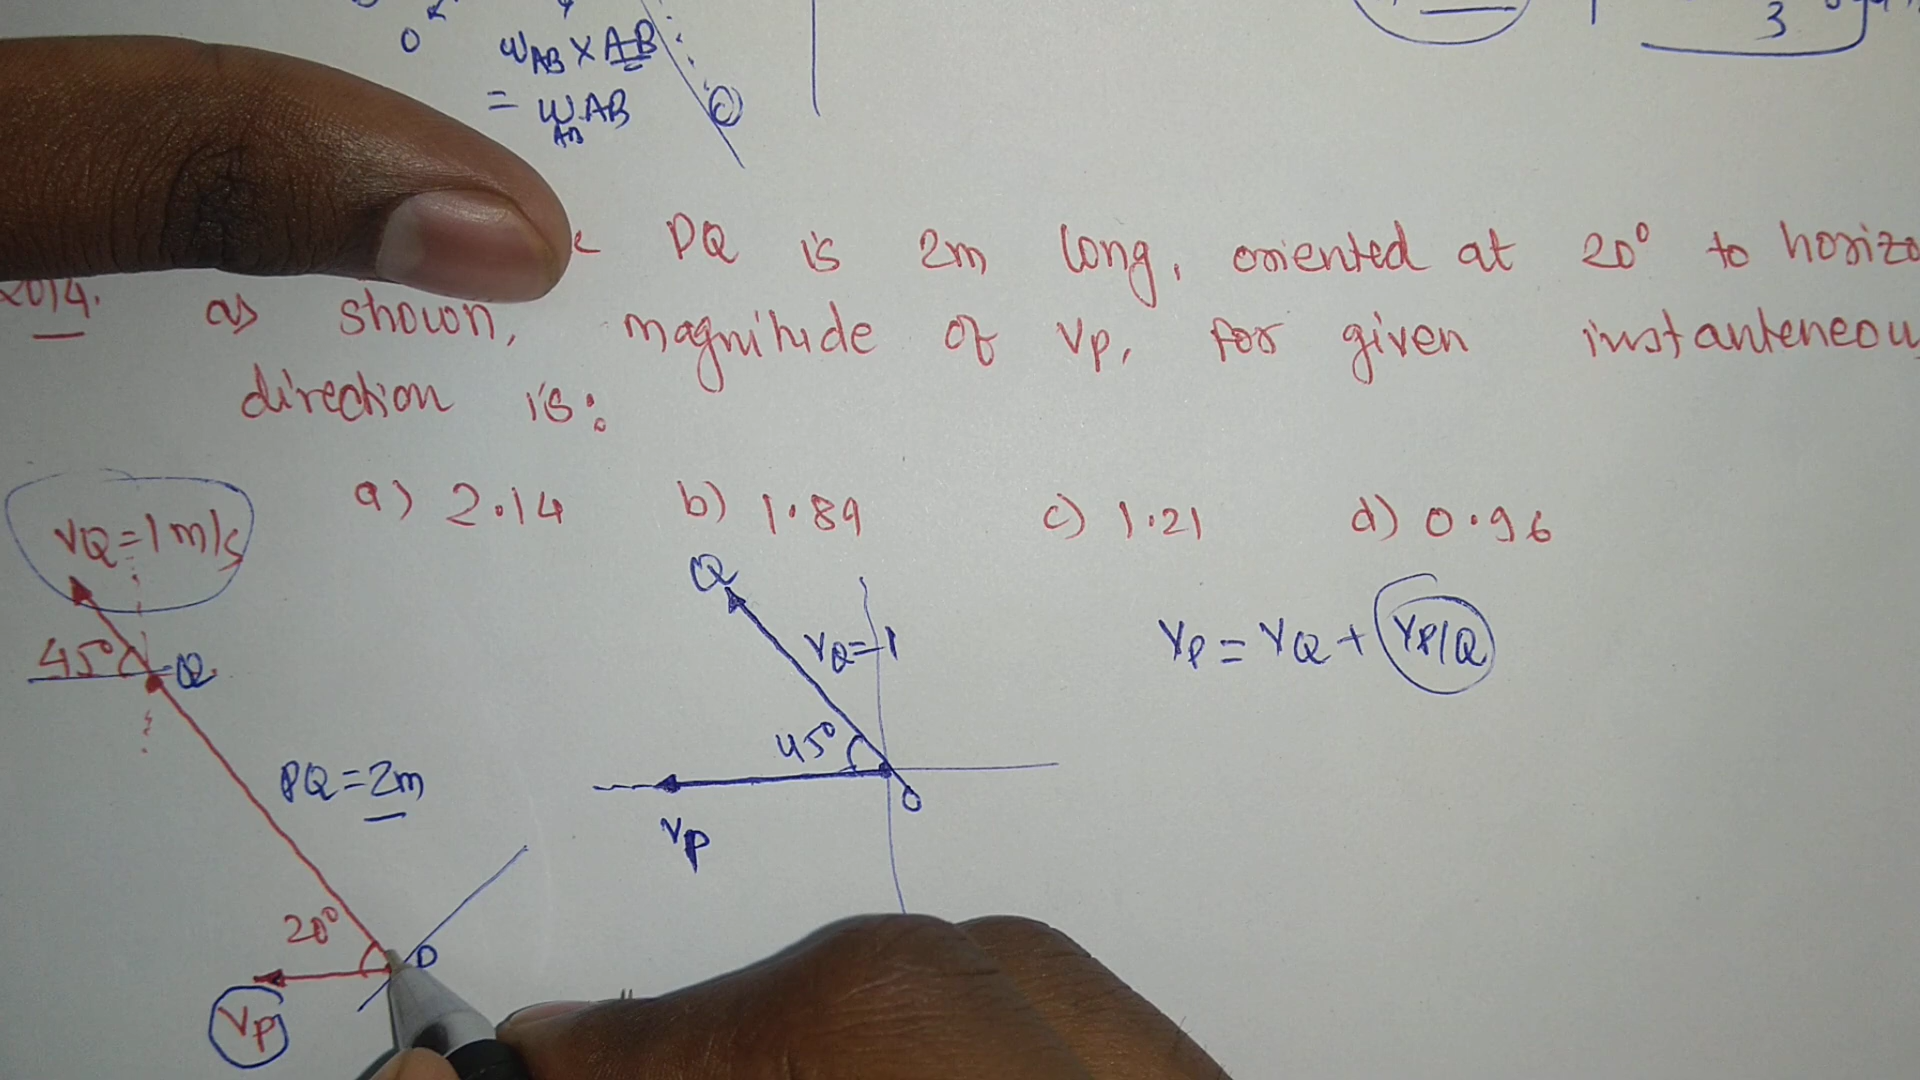 0
ωAB × AB
= ωAB AB
C
3
PQ is 2m long, oriented at 20° to horizo
2014. as shown, magnitude of VP, for given instanteneou
direction is:
a) 2.14 b) 1.89 c) 1.21 d) 0.96
VQ=1m/s
45°
Q
PQ=2m
20°
P
VP
Q
VQ=1
45°
O
VP
VP = VQ + VP/Q